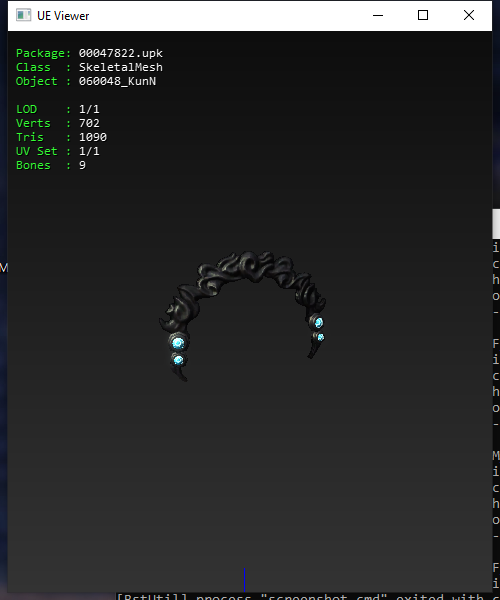 UE Viewer
Package: 00047822.upk
Class  : SkeletalMesh
Object : 060048_KunN
LOD    : 1/1
Verts  : 702
Tris   : 1090
UV Set : 1/1
Bones  : 9
M
i
c
h
o
-
F
i
c
h
o
-
M
i
c
h
o
-
F
i
[BstUtil] process "screenshot.cmd" exited with c